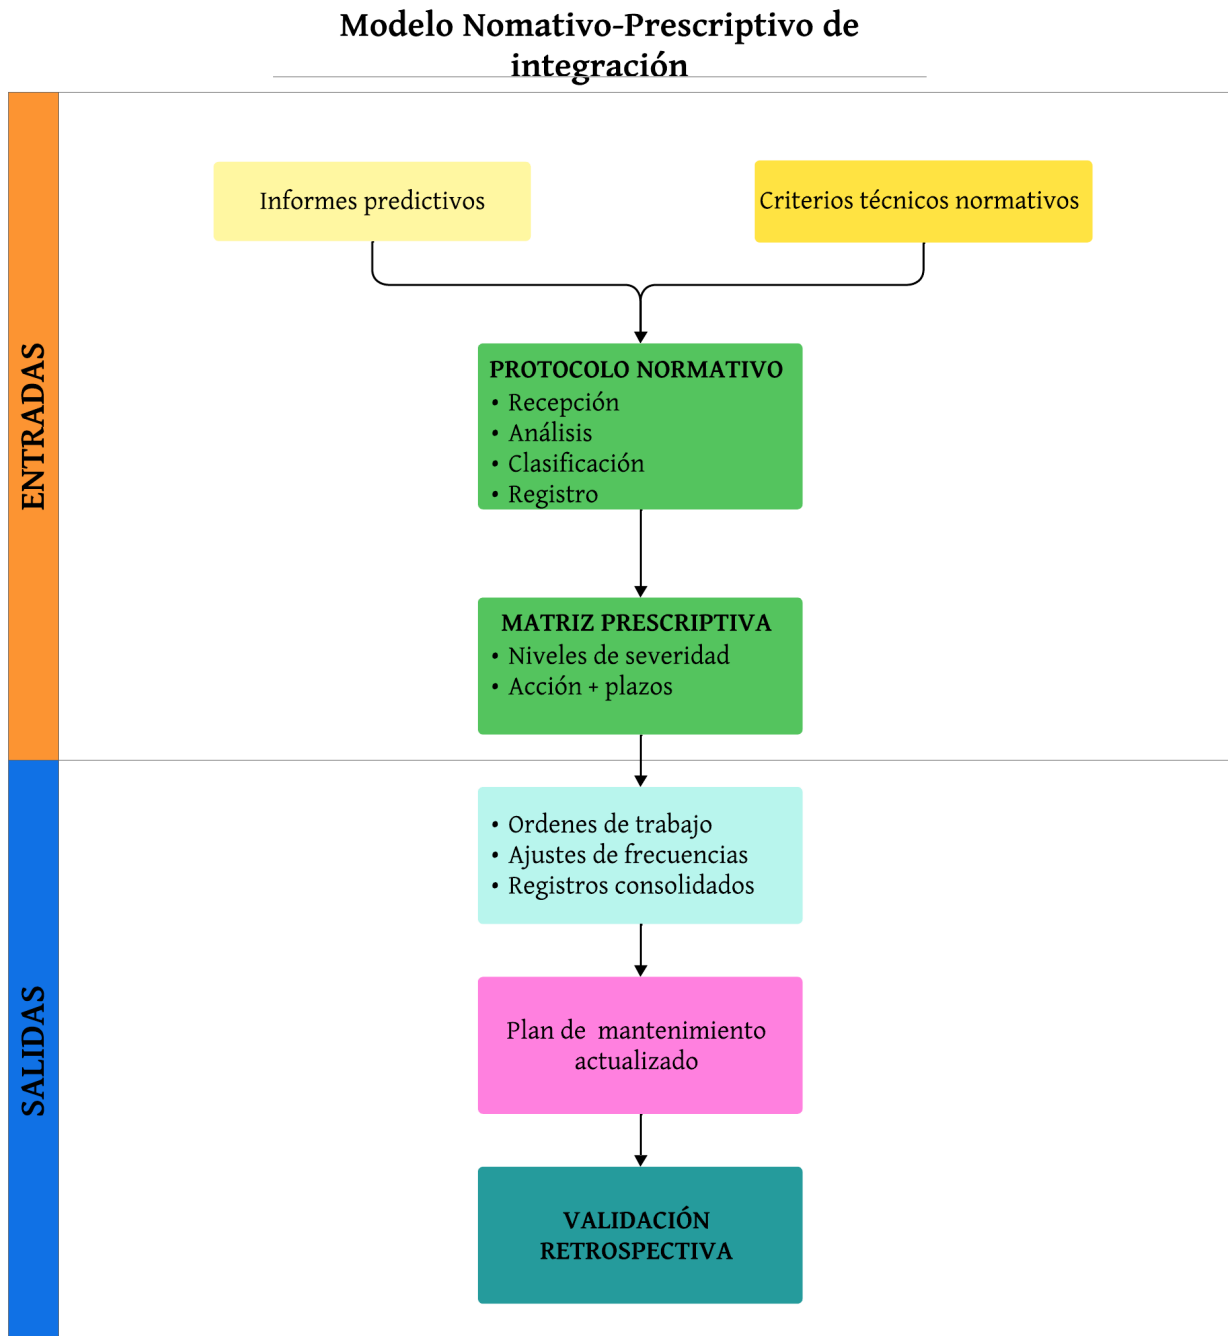 Modelo Nomativo-Prescriptivo de
integración
ENTRADAS
Informes predictivos
Criterios técnicos normativos
PROTOCOLO NORMATIVO
• Recepción
• Análisis
• Clasificación
• Registro
MATRIZ PRESCRIPTIVA
• Niveles de severidad
• Acción + plazos
SALIDAS
• Ordenes de trabajo
• Ajustes de frecuencias
• Registros consolidados
Plan de  mantenimiento
actualizado
VALIDACIÓN
RETROSPECTIVA